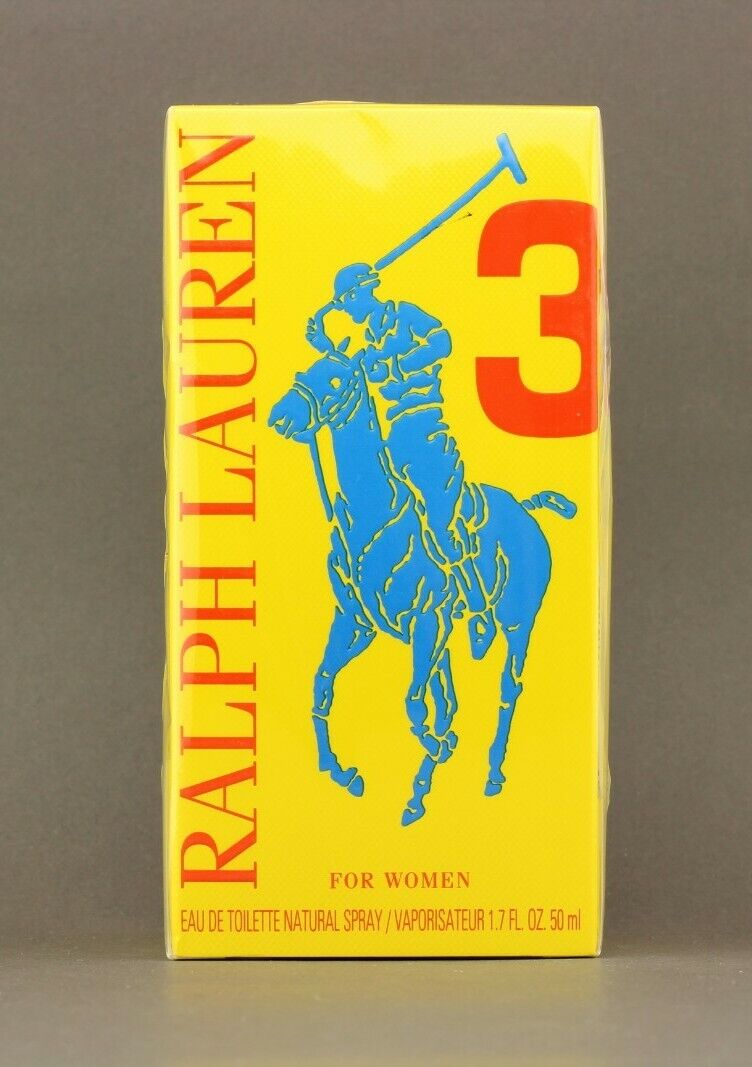 RALPH LAUREN
3
FOR WOMEN
EAU DE TOILETTE NATURAL SPRAY / VAPORISATEUR 1.7 FL. OZ. 50 ml